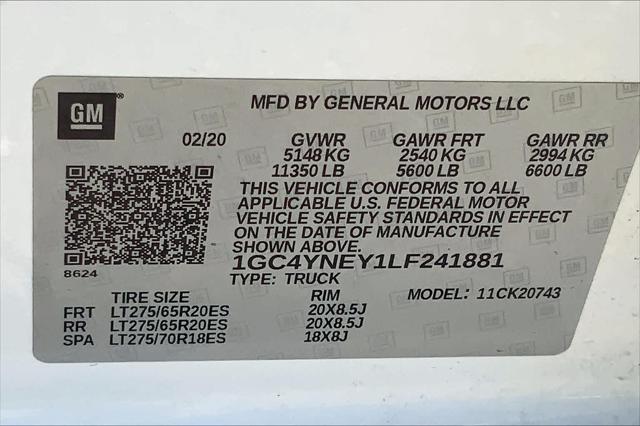 GM ®
MFD BY GENERAL MOTORS LLC
02/20 GVWR GAWR FRT GAWR RR
5148 KG 2540 KG 2994 KG
11350 LB 5600 LB 6600 LB
THIS VEHICLE CONFORMS TO ALL
APPLICABLE U.S. FEDERAL MOTOR
VEHICLE SAFETY STANDARDS IN EFFECT
ON THE DATE OF MANUFACTURE
SHOWN ABOVE.
8624
1GC4YNEY1LF241881
TYPE: TRUCK
MODEL: 11CK20743
TIRE SIZE RIM
FRT LT275/65R20ES 20X8.5J
RR LT275/65R20ES 20X8.5J
SPA LT275/70R18ES 18X8J